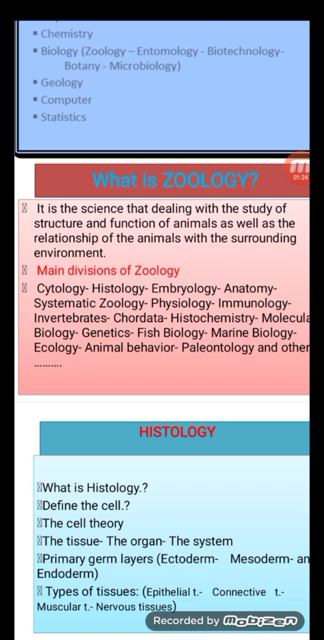 ▪ Chemistry
▪ Biology (Zoology – Entomology - Biotechnology-
Botany - Microbiology)
▪ Geology
▪ Computer
▪ Statistics
What is ZOOLOGY?
01:24
It is the science that dealing with the study of
structure and function of animals as well as the
relationship of the animals with the surrounding
environment.
Main divisions of Zoology
Cytology- Histology- Embryology- Anatomy-
Systematic Zoology- Physiology- Immunology-
Invertebrates- Chordata- Histochemistry- Molecula
Biology- Genetics- Fish Biology- Marine Biology-
Ecology- Animal behavior- Paleontology and other
..........
HISTOLOGY
What is Histology.?
Define the cell.?
The cell theory
The tissue- The organ- The system
Primary germ layers (Ectoderm- Mesoderm- an
Endoderm)
Types of tissues: (Epithelial t.- Connective t.-
Muscular t.- Nervous tissues)
Recorded by mobizen